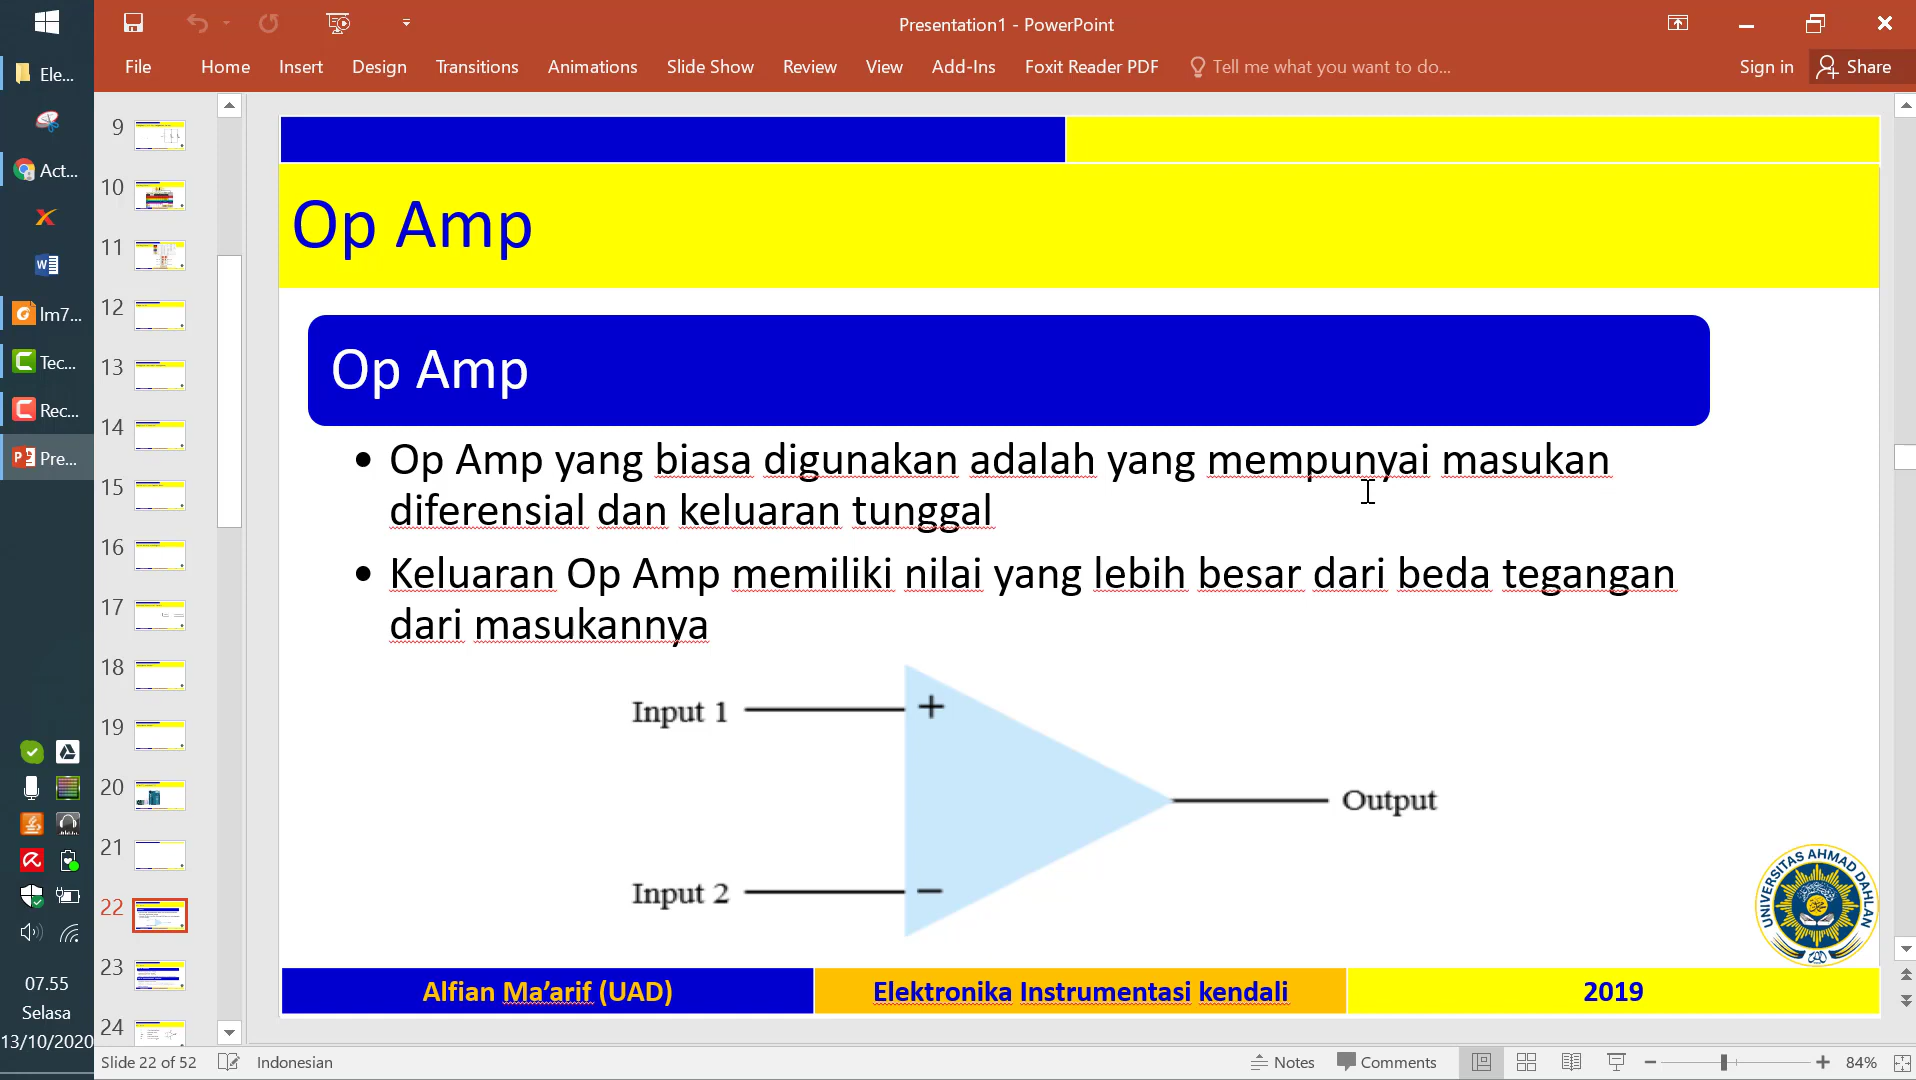 Presentation1 - PowerPoint
File Home Insert Design Transitions Animations Slide Show Review View Add-Ins Foxit Reader PDF Tell me what you want to do... Sign in Share
Ele...
Act...
lm7...
Tec...
Rec...
Pre...
07.55
Selasa
13/10/2020
9
10
11
12
13
14
15
16
17
18
19
20
21
22
23
24
Op Amp
Op Amp
• Op Amp yang biasa digunakan adalah yang mempunyai masukan
diferensial dan keluaran tunggal
• Keluaran Op Amp memiliki nilai yang lebih besar dari beda tegangan
dari masukannya
Input 1 +
Output
Input 2 −
UNIVERSITAS AHMAD DAHLAN
Alfian Ma’arif (UAD) Elektronika Instrumentasi kendali 2019
Slide 22 of 52 Indonesian Notes Comments 84%